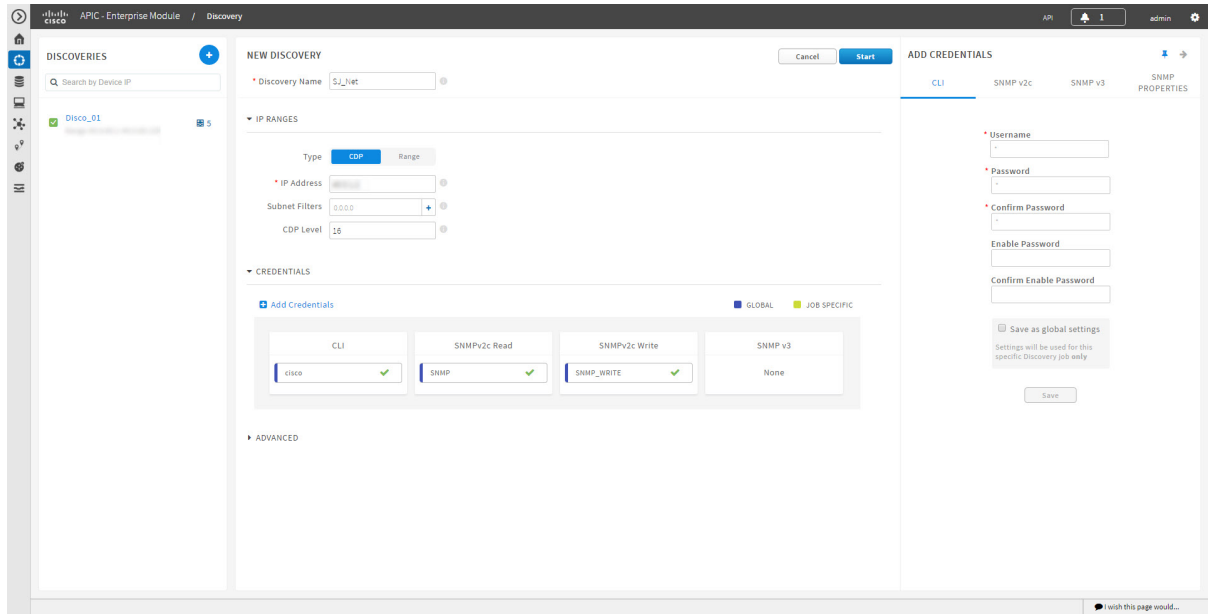 cisco APIC - Enterprise Module / Discovery
API 1 admin
DISCOVERIES
Search by Device IP
Disco_01
5
NEW DISCOVERY
Cancel Start
* Discovery Name SJ_Net
IP RANGES
Type CDP Range
* IP Address
Subnet Filters 0.0.0.0 +
CDP Level 16
CREDENTIALS
Add Credentials
GLOBAL JOB SPECIFIC
CLI SNMPv2c Read SNMPv2c Write SNMP v3
cisco SNMP SNMP_WRITE None
ADVANCED
ADD CREDENTIALS
CLI SNMP v2c SNMP v3 SNMP PROPERTIES
* Username
* Password
* Confirm Password
Enable Password
Confirm Enable Password
Save as global settings
Settings will be used for this
specific Discovery job only
Save
I wish this page would...